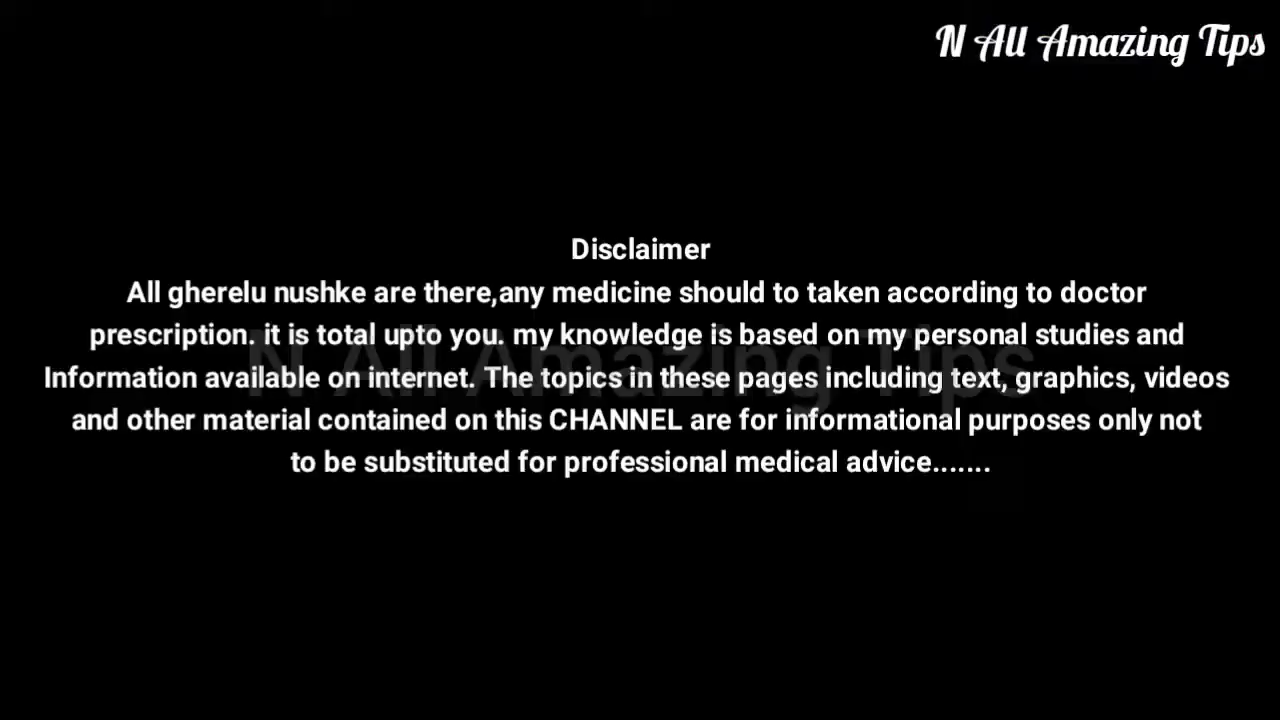 N All Amazing Tips
Disclaimer
All gherelu nushke are there,any medicine should to taken according to doctor
prescription. it is total upto you. my knowledge is based on my personal studies and
N All Amazing Tips
Information available on internet. The topics in these pages including text, graphics, videos
and other material contained on this CHANNEL are for informational purposes only not
to be substituted for professional medical advice.......